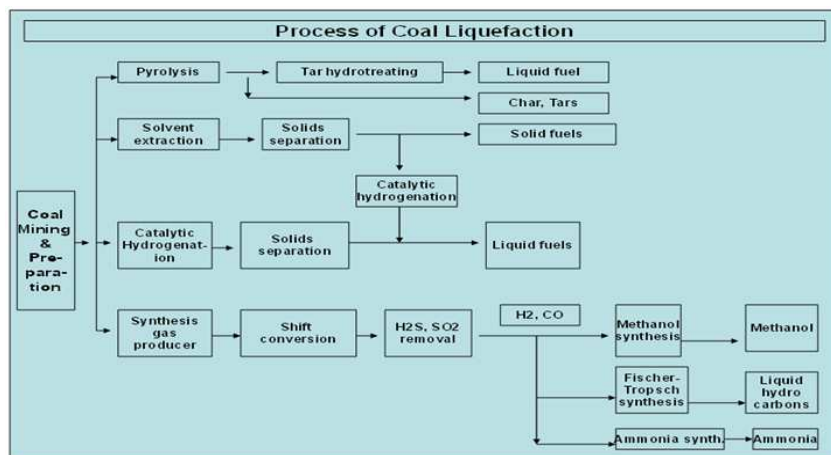 Process of Coal Liquefaction
Pyrolysis
Tar hydrotreating
Liquid fuel
Char, Tars
Solvent
extraction
Solids
separation
Solid fuels
Catalytic
hydrogenation
Coal
Mining
&
Pre-
para-
tion
Catalytic
Hydrogenat-
ion
Solids
separation
Liquid fuels
Synthesis
gas
producer
Shift
conversion
H2S, SO2
removal
H2, CO
Methanol
synthesis
Methanol
Fischer-
Tropsch
synthesis
Liquid
hydro
carbons
Ammonia synth.
Ammonia